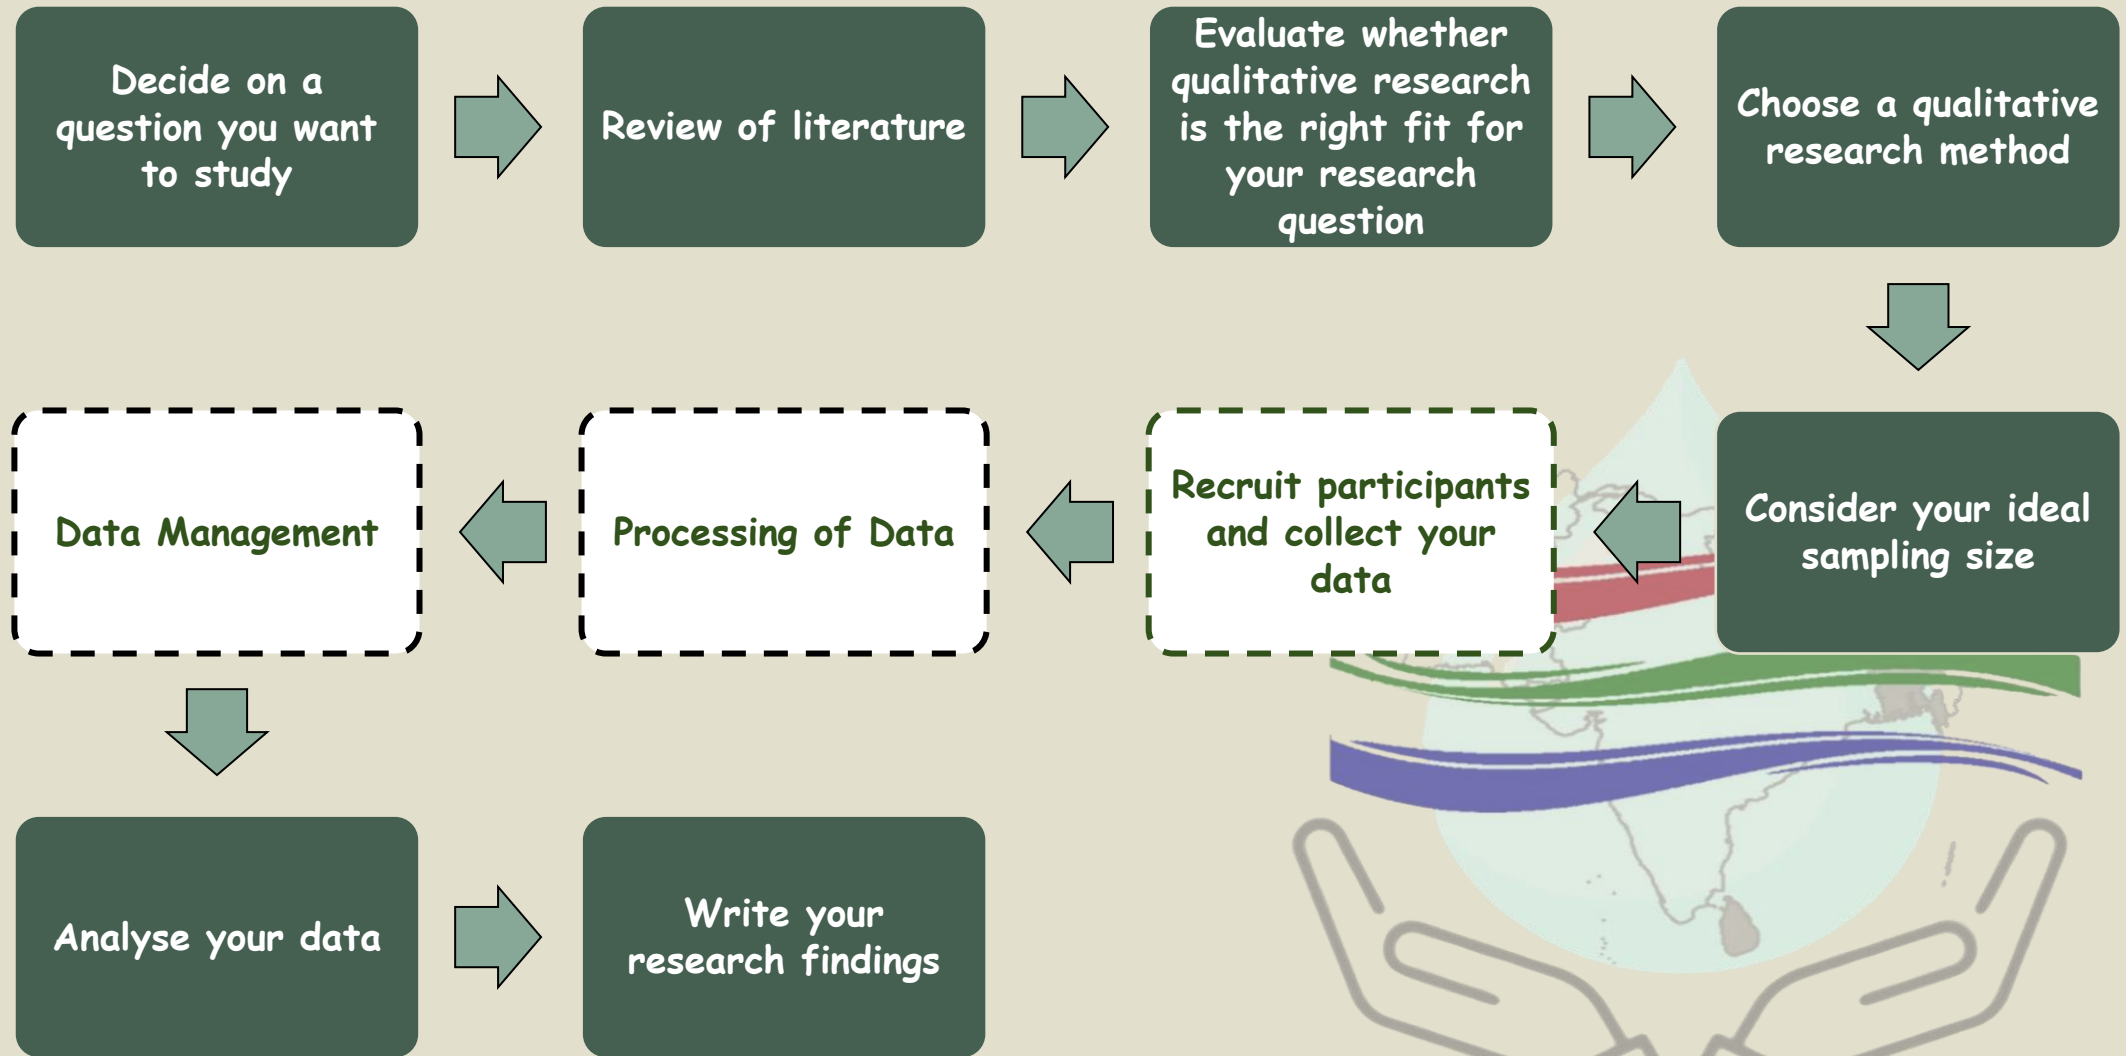 Decide on a
question you want
to study
Review of literature
Evaluate whether
qualitative research
is the right fit for
your research
question
Choose a qualitative
research method
Consider your ideal
sampling size
Recruit participants
and collect your
data
Processing of Data
Data Management
Analyse your data
Write your
research findings